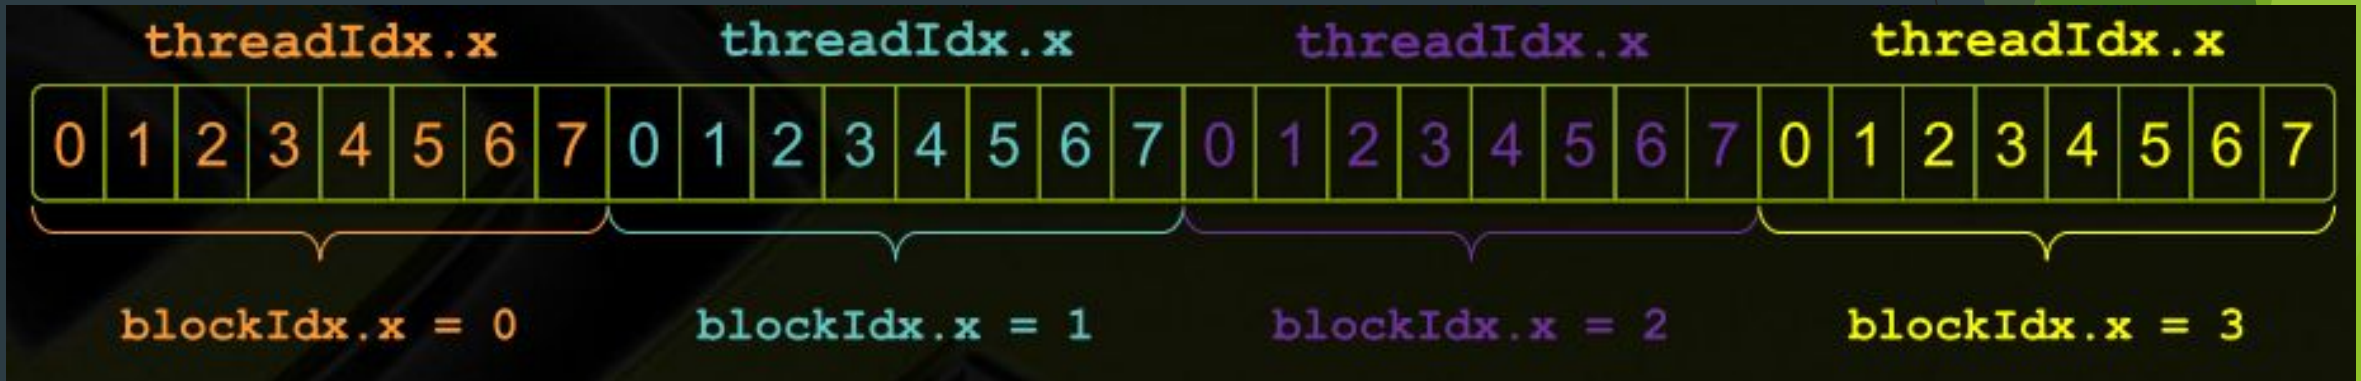 threadIdx.x threadIdx.x threadIdx.x threadIdx.x
0 1 2 3 4 5 6 7 0 1 2 3 4 5 6 7 0 1 2 3 4 5 6 7 0 1 2 3 4 5 6 7
blockIdx.x = 0 blockIdx.x = 1 blockIdx.x = 2 blockIdx.x = 3